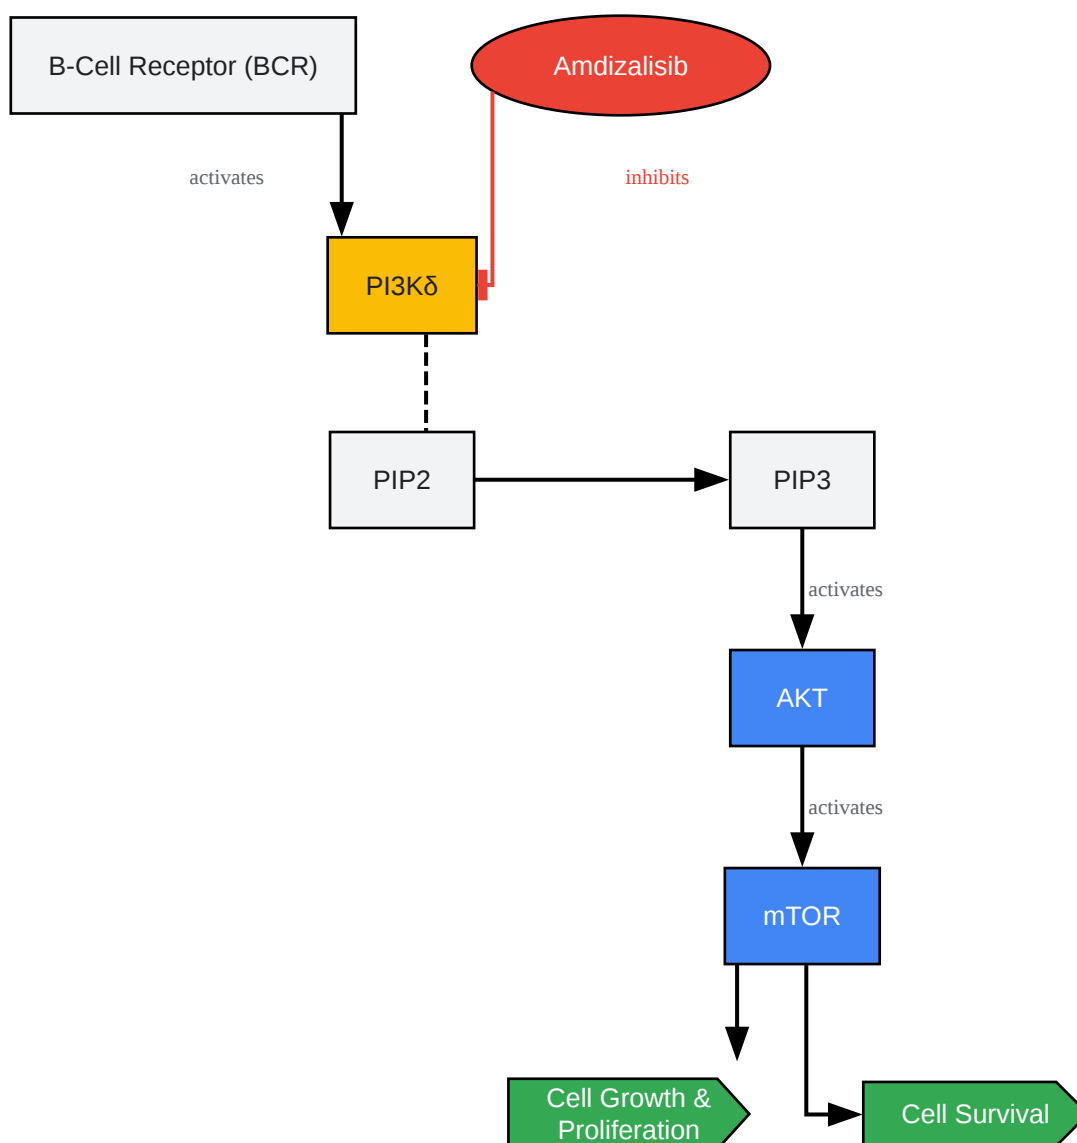 B-Cell Receptor (BCR)
Amdizalisib
activates
inhibits
PI3Kδ
PIP2
PIP3
activates
AKT
activates
mTOR
Cell Growth &
Proliferation
Cell Survival